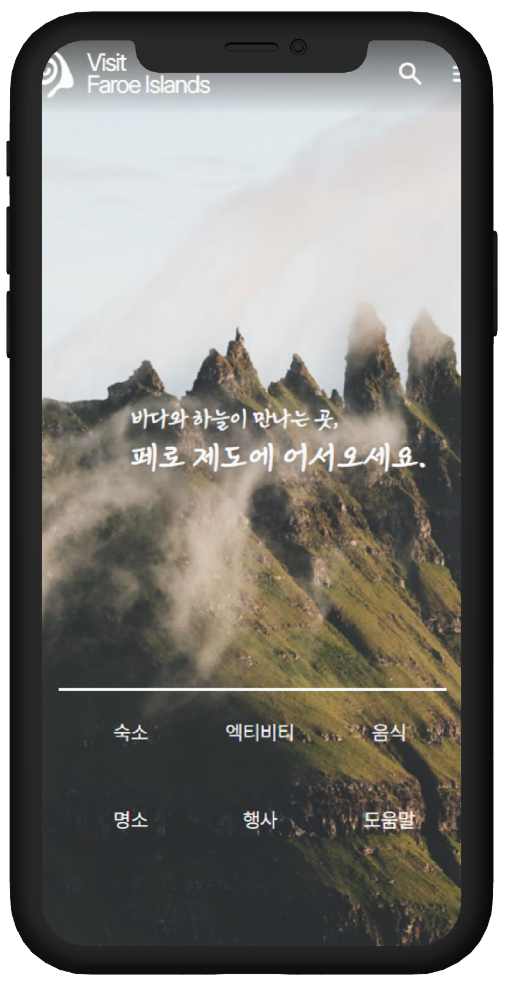 Visit
Faroe Islands
바다와 하늘이 만나는 곳,
페로 제도에 어서오세요.
숙소 엑티비티 음식
명소 행사 도움말